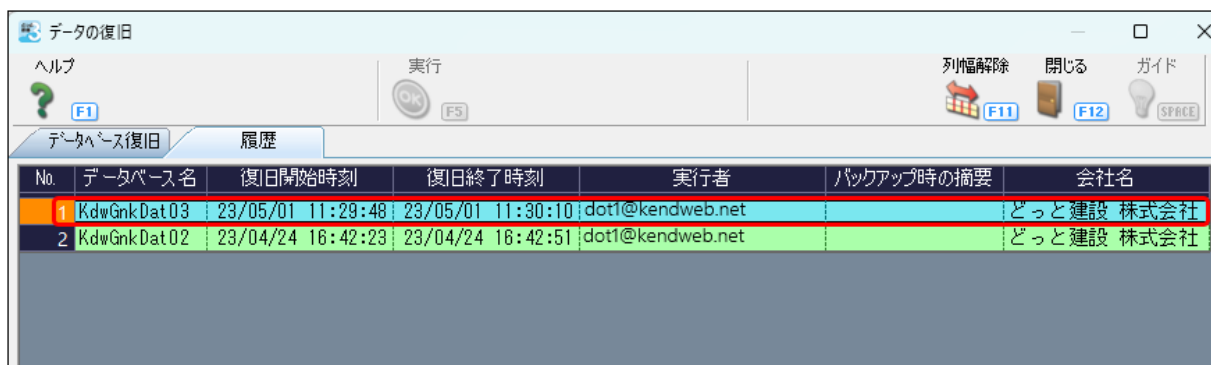 データの復旧
ヘルプ 実行 列幅解除 閉じる ガイド
F1 OK F5 F11 F12 SPACE
データベース復旧 履歴
No. データベース名 復旧開始時刻 復旧終了時刻 実行者 バックアップ時の摘要 会社名
1 KdwGnkDat03 23/05/01 11:29:48 23/05/01 11:30:10 dot1@kendweb.net どっと建設 株式会社
2 KdwGnkDat02 23/04/24 16:42:23 23/04/24 16:42:51 dot1@kendweb.net どっと建設 株式会社